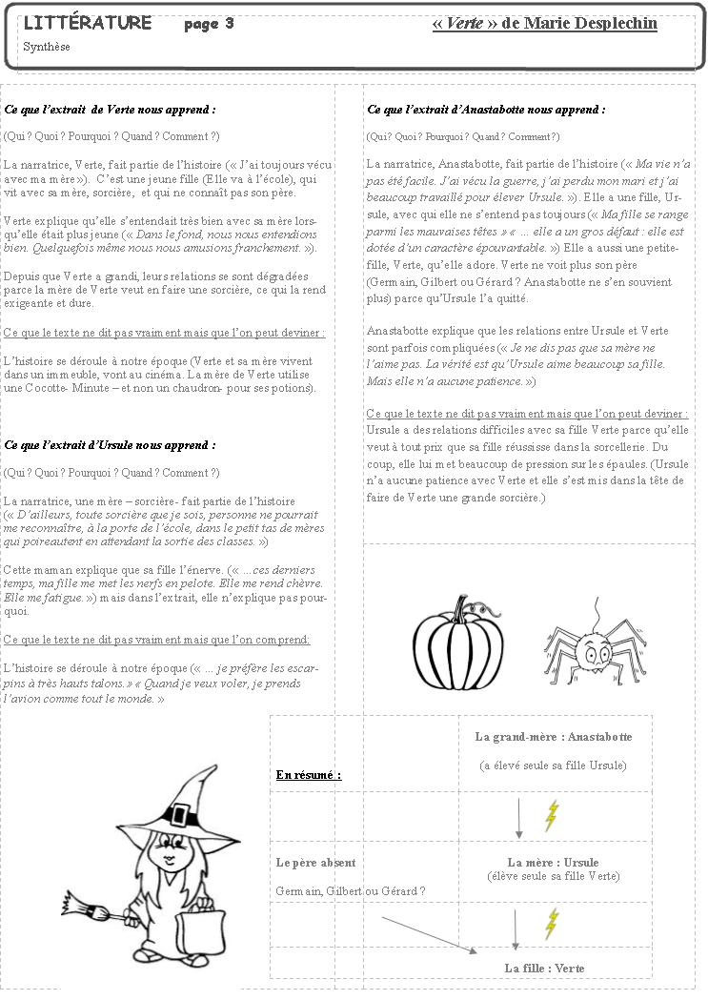 LITTÉRATURE page 3 « Verte » de Marie Desplechin
Synthèse
Ce que l'extrait de Verte nous apprend :
(Qui ? Quoi ? Pourquoi ? Quand ? Comment ?)
La narratrice, Verte, fait partie de l'histoire (« J'ai toujours vécu
avec ma mère »). C'est une jeune fille (Elle va à l'école), qui
vit avec sa mère, sorcière, et qui ne connaît pas son père.
Verte explique qu'elle s'entendait très bien avec sa mère lors-
qu'elle était plus jeune (« Dans le fond, nous nous entendions
bien. Quelquefois même nous nous amusions franchement. »).
Depuis que Verte a grandi, leurs relations se sont dégradées
parce la mère de Verte veut en faire une sorcière, ce qui la rend
exigeante et dure.
Ce que le texte ne dit pas vraiment mais que l'on peut deviner :
L'histoire se déroule à notre époque (Verte et sa mère vivent
dans un immeuble, vont au cinéma. La mère de Verte utilise
une Cocotte- Minute – et non un chaudron- pour ses potions).
Ce que l'extrait d'Ursule nous apprend :
(Qui ? Quoi ? Pourquoi ? Quand ? Comment ?)
La narratrice, une mère – sorcière- fait partie de l'histoire
(« D'ailleurs, toute sorcière que je sois, personne ne pourrait
me reconnaître, à la porte de l'école, dans le petit tas de mères
qui poireautent en attendant la sortie des classes. »)
Cette maman explique que sa fille l'énerve. (« ...ces derniers
temps, ma fille me met les nerfs en pelote. Elle me rend chèvre.
Elle me fatigue. ») mais dans l'extrait, elle n'explique pas pour-
quoi.
Ce que le texte ne dit pas vraiment mais que l'on comprend:
L'histoire se déroule à notre époque (« ... je préfère les escar-
pins à très hauts talons.» « Quand je veux voler, je prends
l'avion comme tout le monde. »
Ce que l'extrait d'Anastabotte nous apprend :
(Qui ? Quoi ? Pourquoi ? Quand ? Comment ?)
La narratrice, Anastabotte, fait partie de l'histoire (« Ma vie n'a
pas été facile. J'ai vécu la guerre, j'ai perdu mon mari et j'ai
beaucoup travaillé pour élever Ursule. »). Elle a une fille, Ur-
sule, avec qui elle ne s'entend pas toujours (« Ma fille se range
parmi les mauvaises têtes » « ... elle a un gros défaut : elle est
dotée d'un caractère épouvantable. ») Elle a aussi une petite-
fille, Verte, qu'elle adore. Verte ne voit plus son père
(Germain, Gilbert ou Gérard ? Anastabotte ne s'en souvient
plus) parce qu'Ursule l'a quitté.
Anastabotte explique que les relations entre Ursule et Verte
sont parfois compliquées (« Je ne dis pas que sa mère ne
l'aime pas. La vérité est qu'Ursule aime beaucoup sa fille.
Mais elle n'a aucune patience. »)
Ce que le texte ne dit pas vraiment mais que l'on peut deviner :
Ursule a des relations difficiles avec sa fille Verte parce qu'elle
veut à tout prix que sa fille réussisse dans la sorcellerie. Du
coup, elle lui met beaucoup de pression sur les épaules. (Ursule
n'a aucune patience avec Verte et elle s'est mis dans la tête de
faire de Verte une grande sorcière.)
En résumé :
La grand-mère : Anastabotte
(a élevé seule sa fille Ursule)
Le père absent
Germain, Gilbert ou Gérard ?
La mère : Ursule
(élève seule sa fille Verte)
La fille : Verte